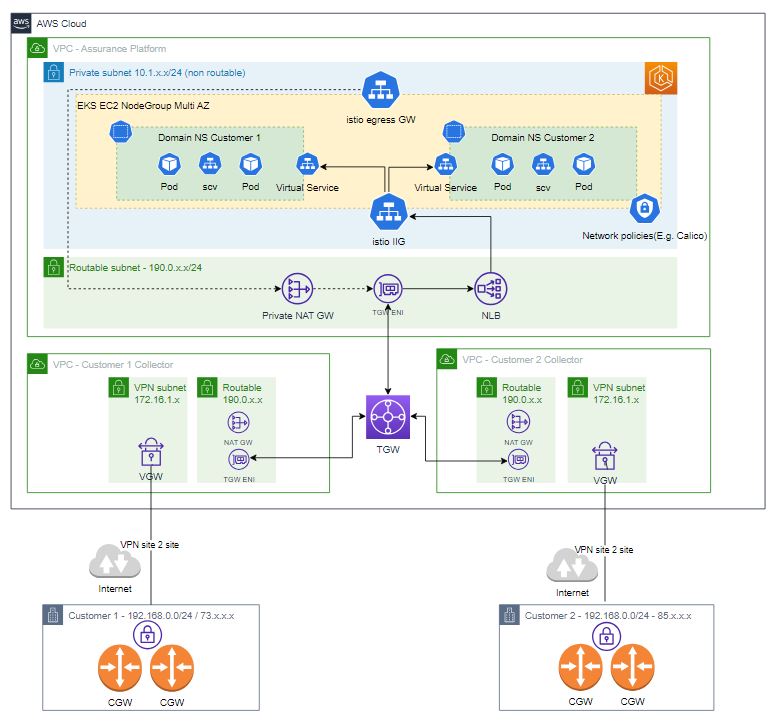 aws
AWS Cloud
VPC - Assurance Platform
Private subnet 10.1.x.x/24 (non routable)
istio egress GW
EKS EC2 NodeGroup Multi AZ
Domain NS Customer 1
Domain NS Customer 2
Pod
scv
Pod
Virtual Service
Virtual Service
Pod
scv
Pod
istio IIG
Network policies(E.g. Calico)
Routable subnet - 190.0.x.x/24
Private NAT GW
TGW ENI
NLB
VPC - Customer 1 Collector
VPN subnet
172.16.1.x
Routable
190.0.x.x
NAT GW
TGW ENI
VGW
TGW
VPC - Customer 2 Collector
Routable
190.0.x.x
VPN subnet
172.16.1.x
NAT GW
TGW ENI
VGW
VPN site 2 site
Internet
VPN site 2 site
Internet
Customer 1 - 192.168.0.0/24 / 73.x.x.x
CGW
CGW
Customer 2 - 192.168.0.0/24 - 85.x.x.x
CGW
CGW